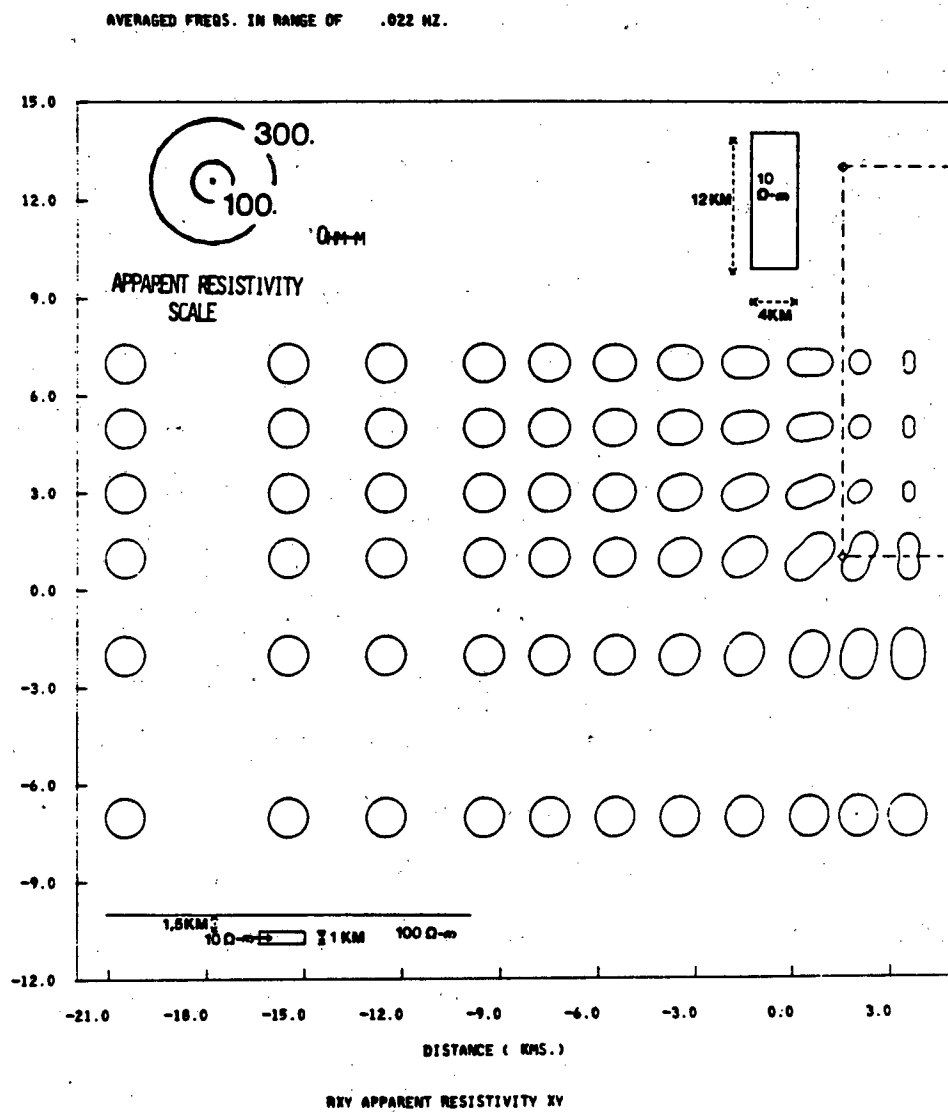 AVERAGED FREQS. IN RANGE OF .022 HZ.
15.0
12.0
9.0
6.0
3.0
0.0
-3.0
-6.0
-9.0
-12.0
300.
100.
OHM-M
APPARENT RESISTIVITY
SCALE
12KM
10
Ω-m
4KM
1.5KM
10 Ω-m
1 KM
100 Ω-m
-21.0 -18.0 -15.0 -12.0 -9.0 -6.0 -3.0 0.0 3.0
DISTANCE ( KMS.)
RXY APPARENT RESISTIVITY XY